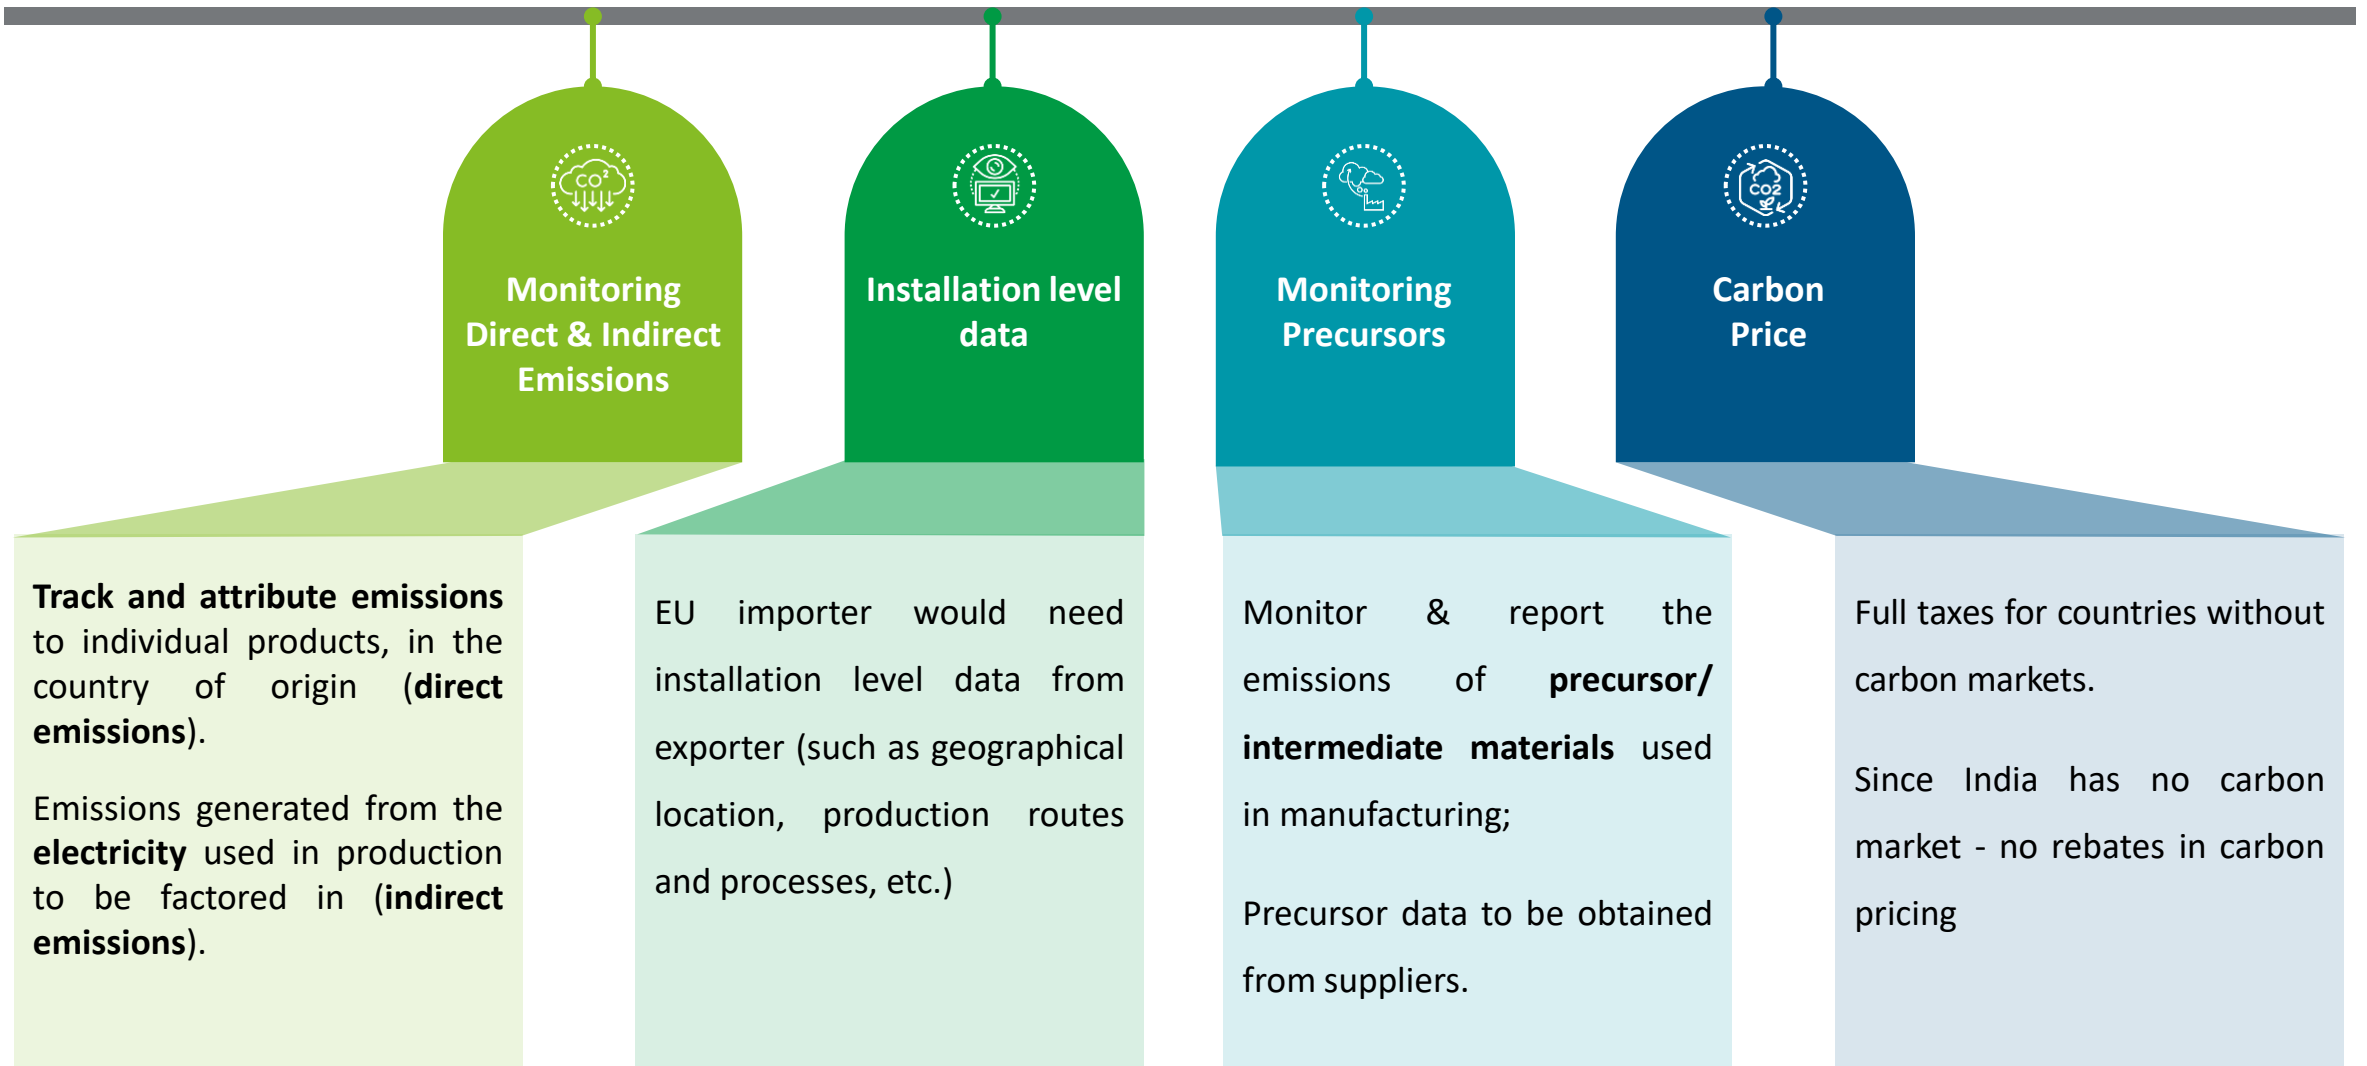 CO²
Monitoring
Direct & Indirect
Emissions
Installation level
data
Monitoring
Precursors
CO2
Carbon
Price
Track and attribute emissions
to individual products, in the
country of origin (direct
emissions).
Emissions generated from the
electricity used in production
to be factored in (indirect
emissions).
EU importer would need
installation level data from
exporter (such as geographical
location, production routes
and processes, etc.)
Monitor & report the
emissions of precursor/
intermediate materials used
in manufacturing;
Precursor data to be obtained
from suppliers.
Full taxes for countries without
carbon markets.
Since India has no carbon
market - no rebates in carbon
pricing